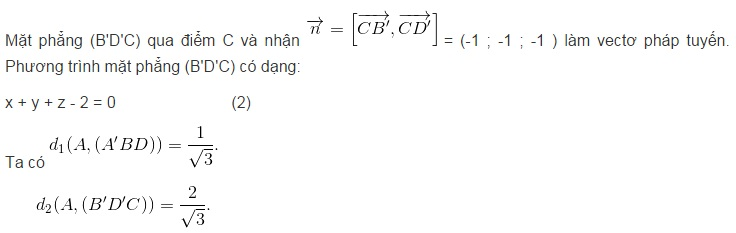 Mặt phẳng (B'D'C) qua điểm C và nhận $\overrightarrow{n} = \left[\overrightarrow{CB'}, \overrightarrow{CD'}\right]$ = (-1 ; -1 ; -1 ) làm vectơ pháp tuyến.
Phương trình mặt phẳng (B'D'C) có dạng:
x + y + z - 2 = 0 (2)
Ta có $d_1(A, (A'BD)) = \frac{1}{\sqrt{3}}.$
$d_2(A, (B'D'C)) = \frac{2}{\sqrt{3}}.$